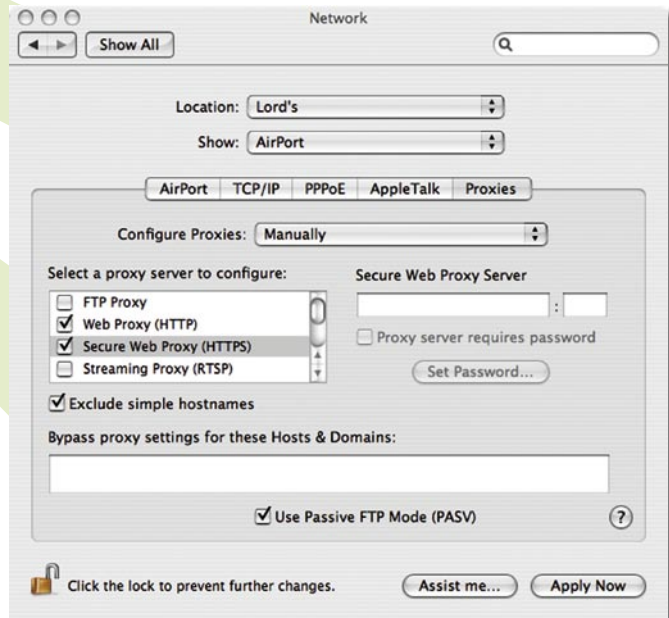 Network
Show All
Location: Lord's
Show: AirPort
AirPort TCP/IP PPPoE AppleTalk Proxies
Configure Proxies: Manually
Select a proxy server to configure:
FTP Proxy
Web Proxy (HTTP)
Secure Web Proxy (HTTPS)
Streaming Proxy (RTSP)
Secure Web Proxy Server
:
Proxy server requires password
Set Password...
Exclude simple hostnames
Bypass proxy settings for these Hosts & Domains:
Use Passive FTP Mode (PASV)
?
Click the lock to prevent further changes.
Assist me... Apply Now